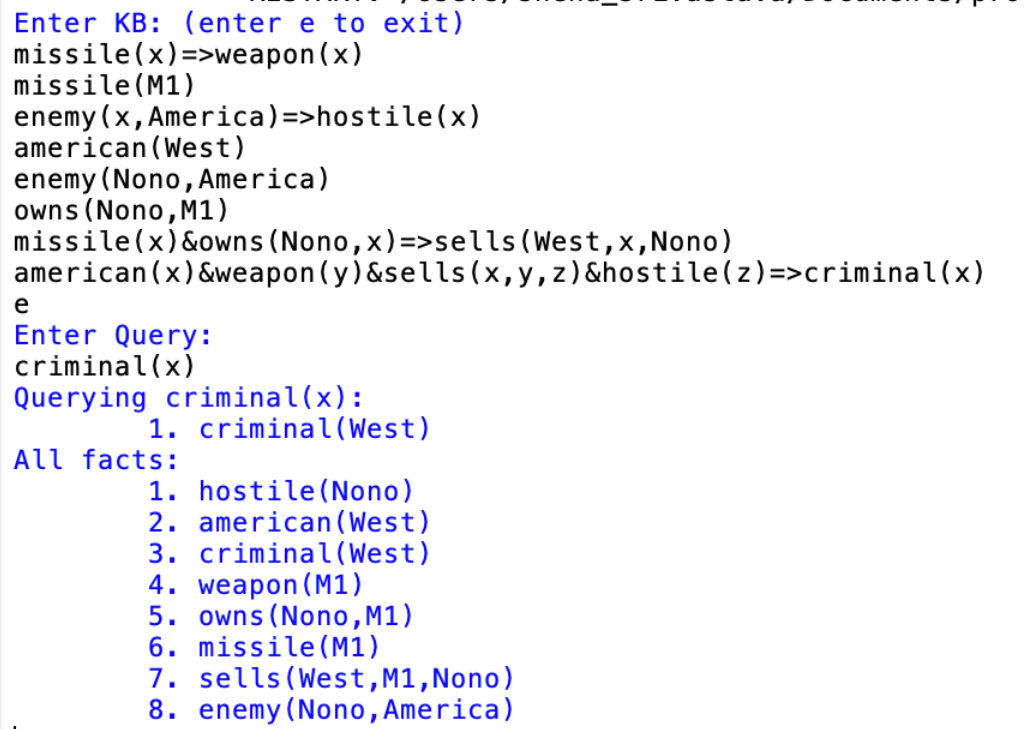 Enter KB: (enter e to exit)
missile(x)=>weapon(x)
missile(M1)
enemy(x,America)=>hostile(x)
american(West)
enemy(Nono,America)
owns(Nono,M1)
missile(x)&owns(Nono,x)=>sells(West,x,Nono)
american(x)&weapon(y)&sells(x,y,z)&hostile(z)=>criminal(x)
e
Enter Query:
criminal(x)
Querying criminal(x):
1. criminal(West)
All facts:
1. hostile(Nono)
2. american(West)
3. criminal(West)
4. weapon(M1)
5. owns(Nono,M1)
6. missile(M1)
7. sells(West,M1,Nono)
8. enemy(Nono,America)